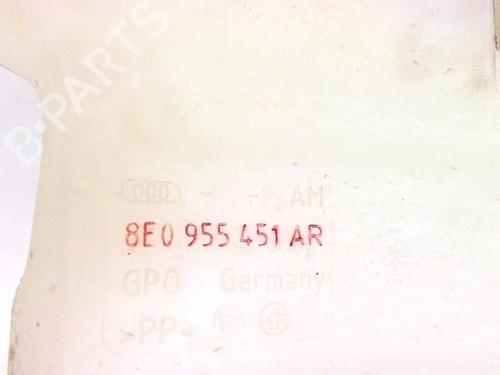 B-PARTS
AM
8E0 955 451 AR
GPO Germany
>PP<